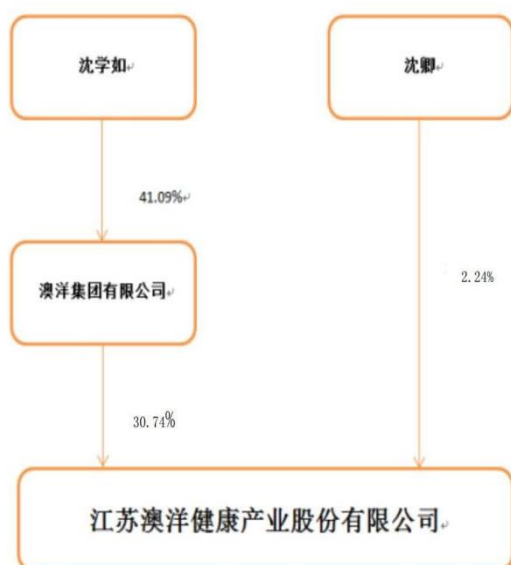 沈学如
沈卿
41.09%
澳洋集团有限公司
2.24%
30.74%
江苏澳洋健康产业股份有限公司